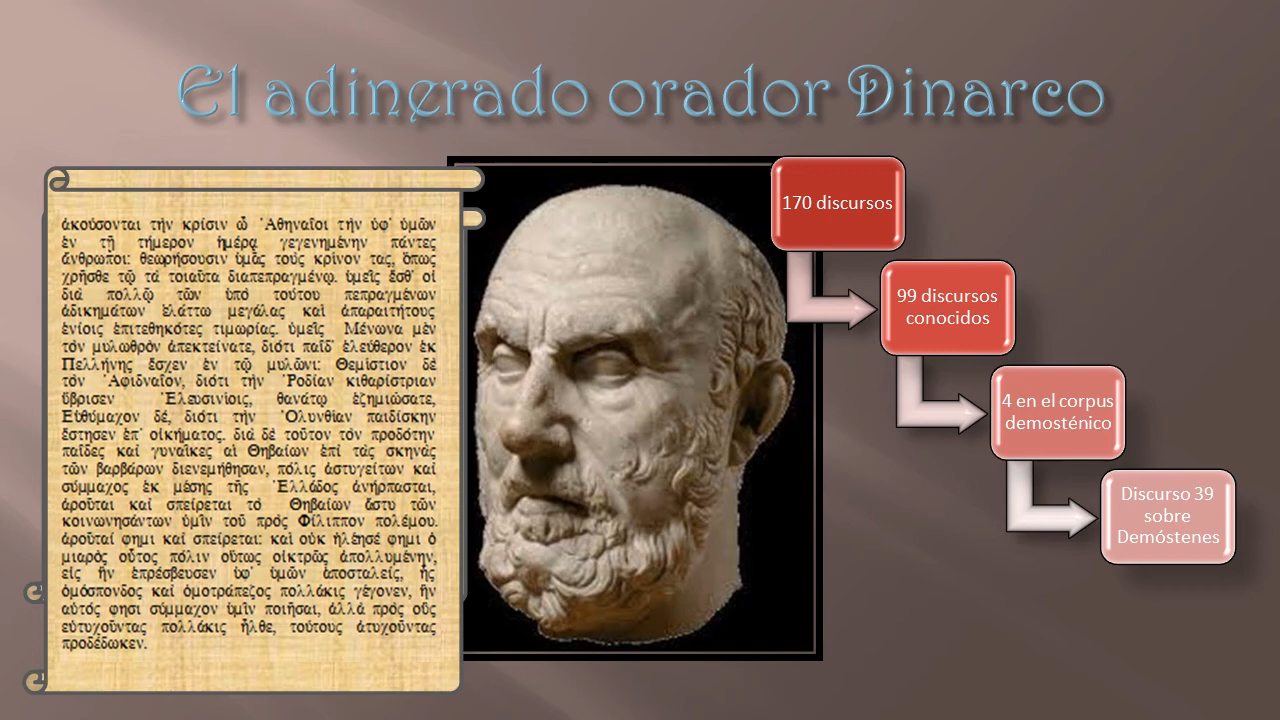 El adinerado orador Dinarco
ἀκούσονται τὴν κρίσιν ὦ Ἀθηναῖοι τὴν ὑφ' ὑμῶν
ἐν τῇ τήμερον ἡμέρᾳ γεγενημένην πάντες
ἄνθρωποι: θεωρήσουσιν ὑμᾶς τοὺς κρίνον τας, ὅπως
χρῆσθε τῷ τὰ τοιαῦτα διαπεπραγμένῳ. ὑμεῖς ἐσθ' οἱ
διὰ πολλῷ τῶν ὑπὸ τούτου πεπραγμένων
ἀδικημάτων ἐλάττω μεγάλας καὶ ἀπαραιτήτους
ἐνίοις ἐπιτεθηκότες τιμωρίας. ὑμεῖς Μένωνα μὲν
τὸν μυλωθρὸν ἀπεκτείνατε, διότι παῖδ' ἐλεύθερον ἐκ
Πελλήνης ἔσχεν ἐν τῷ μυλῶνι: Θεμίστιον δὲ
τὸν Ἀφιδναῖον, διότι τὴν Ῥοδίαν κιθαρίστριαν
ὕβρισεν Ἐλευσινίοις, θανάτῳ ἐζημιώσατε,
Εὐθύμαχον δέ, διότι τὴν Ὀλυνθίαν παιδίσκην
ἔστησεν ἐπ' οἰκήματος. διὰ δὲ τοῦτον τὸν προδότην
παῖδες καὶ γυναῖκες αἱ Θηβαίων ἐπὶ τὰς σκηνὰς
τῶν βαρβάρων διενεμήθησαν, πόλις ἀστυγείτων καὶ
σύμμαχος ἐκ μέσης τῆς Ἑλλάδος ἀνήρπασται,
ἀροῦται καὶ σπείρεται τὸ Θηβαίων ἄστυ τῶν
κοινωνησάντων ὑμῖν τοῦ πρὸς Φίλιππον πολέμου.
ἀροῦταί φημι καὶ σπείρεται: καὶ οὐκ ἠλέησέ φημι ὁ
μιαρὸς οὗτος πόλιν οὕτως οἰκτρῶς ἀπολλυμένην,
εἰς ἣν ἐπρέσβευσεν ὑφ' ὑμῶν ἀποσταλείς, ἧς
ὁμόσπονδος καὶ ὁμοτράπεζος πολλάκις γέγονεν, ἣν
αὐτός φησι σύμμαχον ὑμῖν ποιῆσαι, ἀλλὰ πρὸς οὓς
εὐτυχοῦντας πολλάκις ἦλθε, τούτους ἀτυχοῦντας
προδέδωκεν.
170 discursos
99 discursos
conocidos
4 en el corpus
demosténico
Discurso 39
sobre
Demóstenes